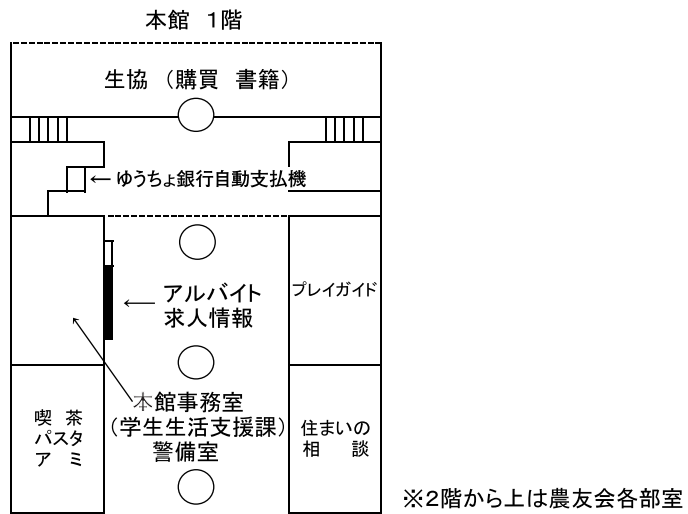 本館 1階
生協 (購買 書籍)
←ゆうちょ銀行自動支払機
← アルバイト
求人情報
プレイガイド
本館事務室
(学生生活支援課)
警備室
喫 茶
パスタ
ア ミ
住まいの
相 談
※2階から上は農友会各部室